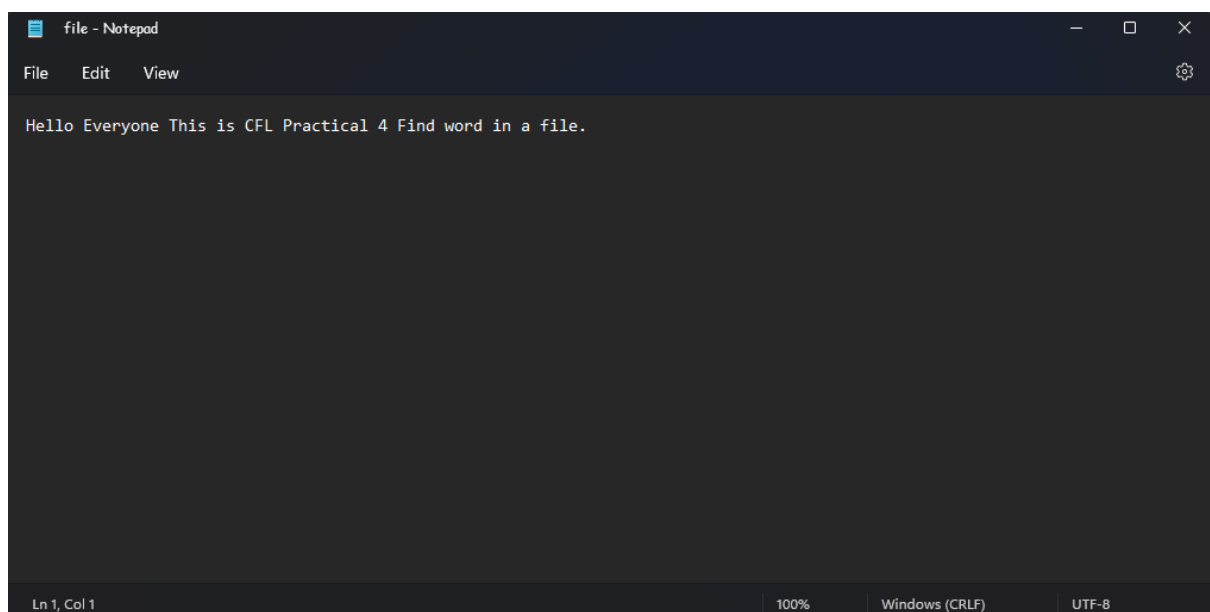 file - Notepad
File Edit View
Hello Everyone This is CFL Practical 4 Find word in a file.
Ln 1, Col 1 100% Windows (CRLF) UTF-8